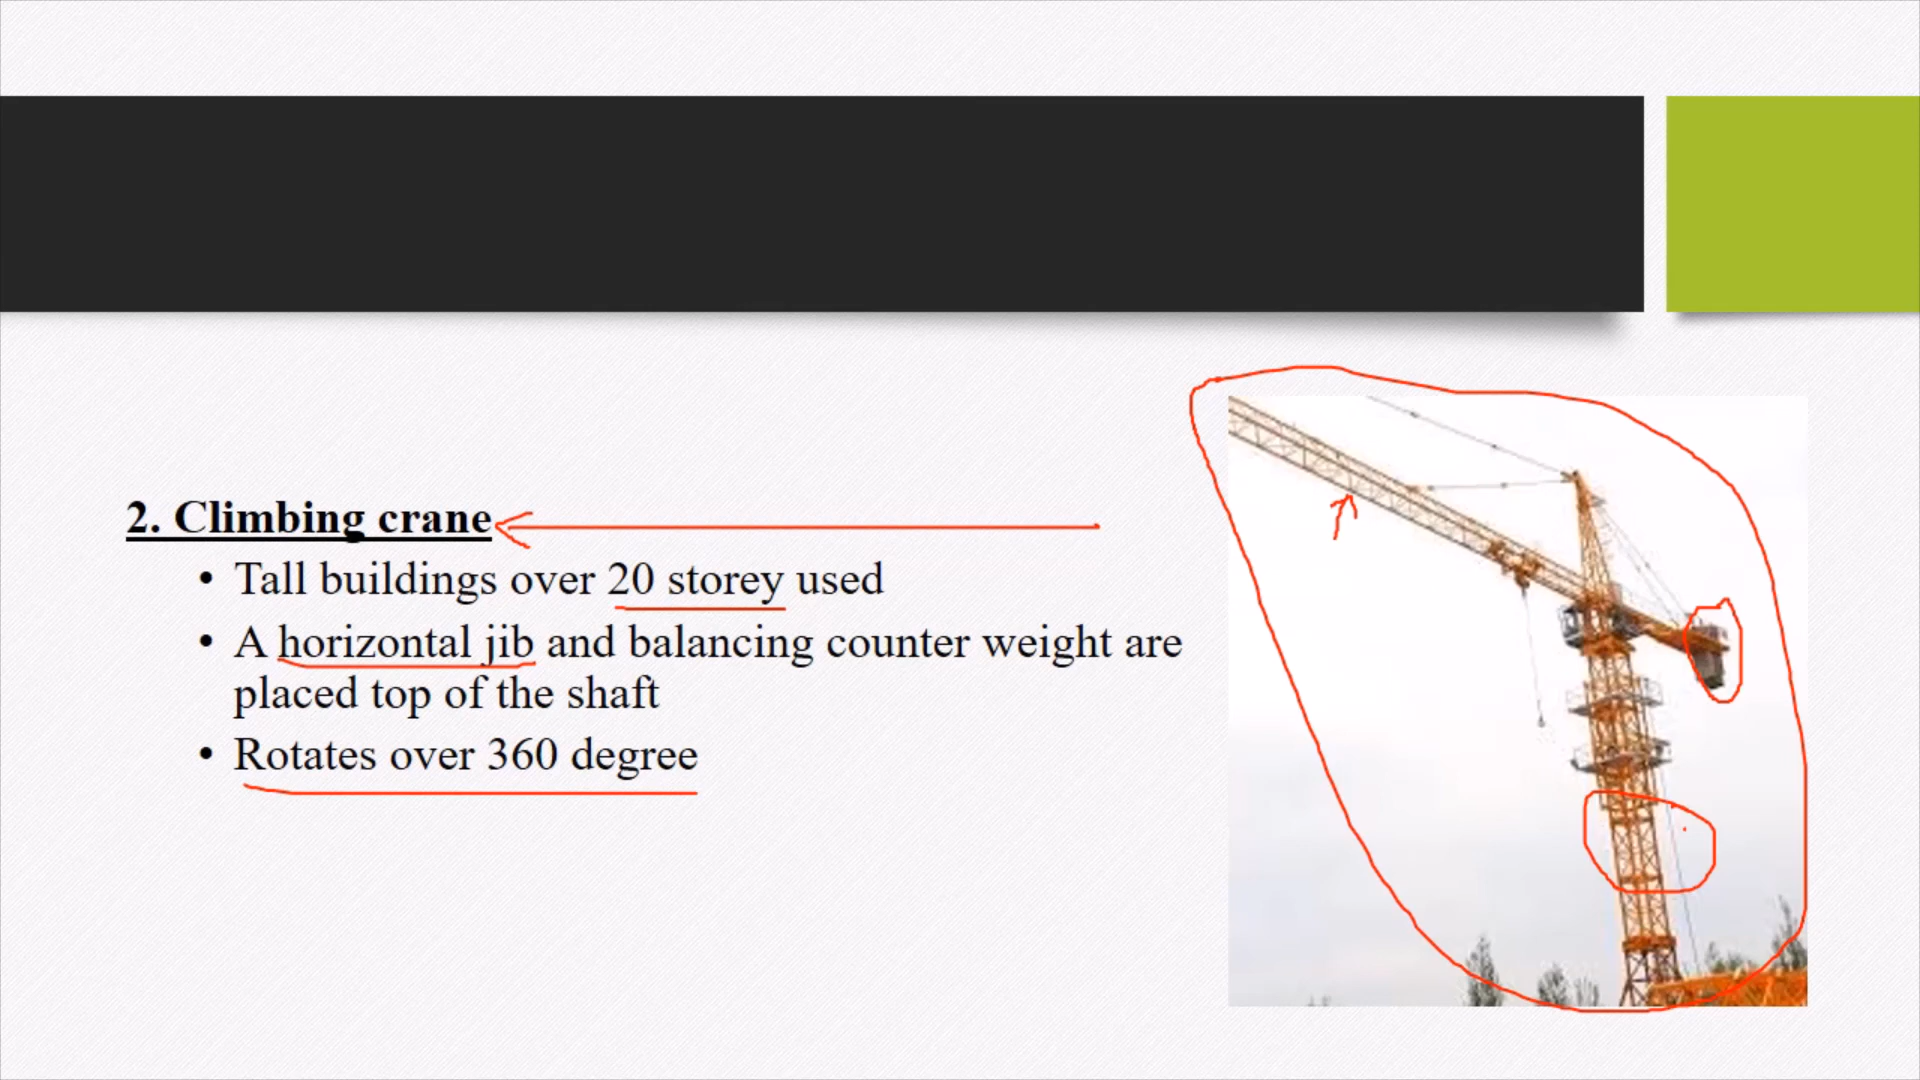 2. Climbing crane
• Tall buildings over 20 storey used
• A horizontal jib and balancing counter weight are
placed top of the shaft
• Rotates over 360 degree